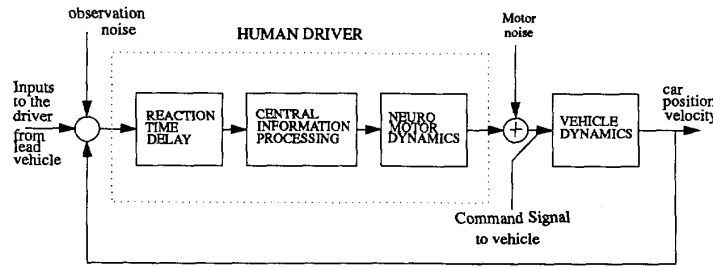 observation
noise
HUMAN DRIVER
Motor
noise
Inputs
to the
driver
from
lead
vehicle
REACTION
TIME
DELAY
CENTRAL
INFORMATION
PROCESSING
NEURO
MOTOR
DYNAMICS
+
VEHICLE
DYNAMICS
car
position
velocity
Command Signal
to vehicle